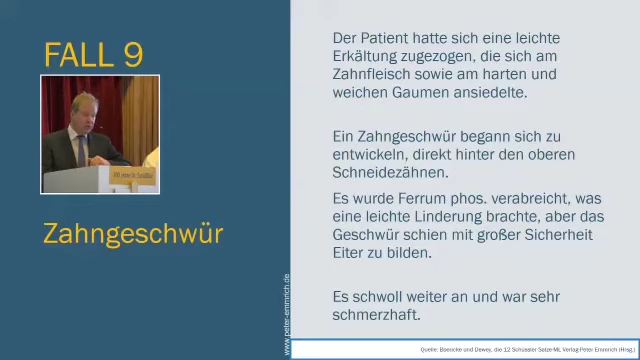 FALL 9
Zahngeschwür
Der Patient hatte sich eine leichte
Erkältung zugezogen, die sich am
Zahnfleisch sowie am harten und
weichen Gaumen ansiedelte.
Ein Zahngeschwür begann sich zu
entwickeln, direkt hinter den oberen
Schneidezähnen.
Es wurde Ferrum phos. verabreicht, was
eine leichte Linderung brachte, aber das
Geschwür schien mit großer Sicherheit
Eiter zu bilden.
Es schwoll weiter an und war sehr
schmerzhaft.
www.peter-emmrich.de
Quelle: Boericke und Dewey, die 12 Schüssler Salze-ML Verlag-Peter Emmrich (Hrsg.)